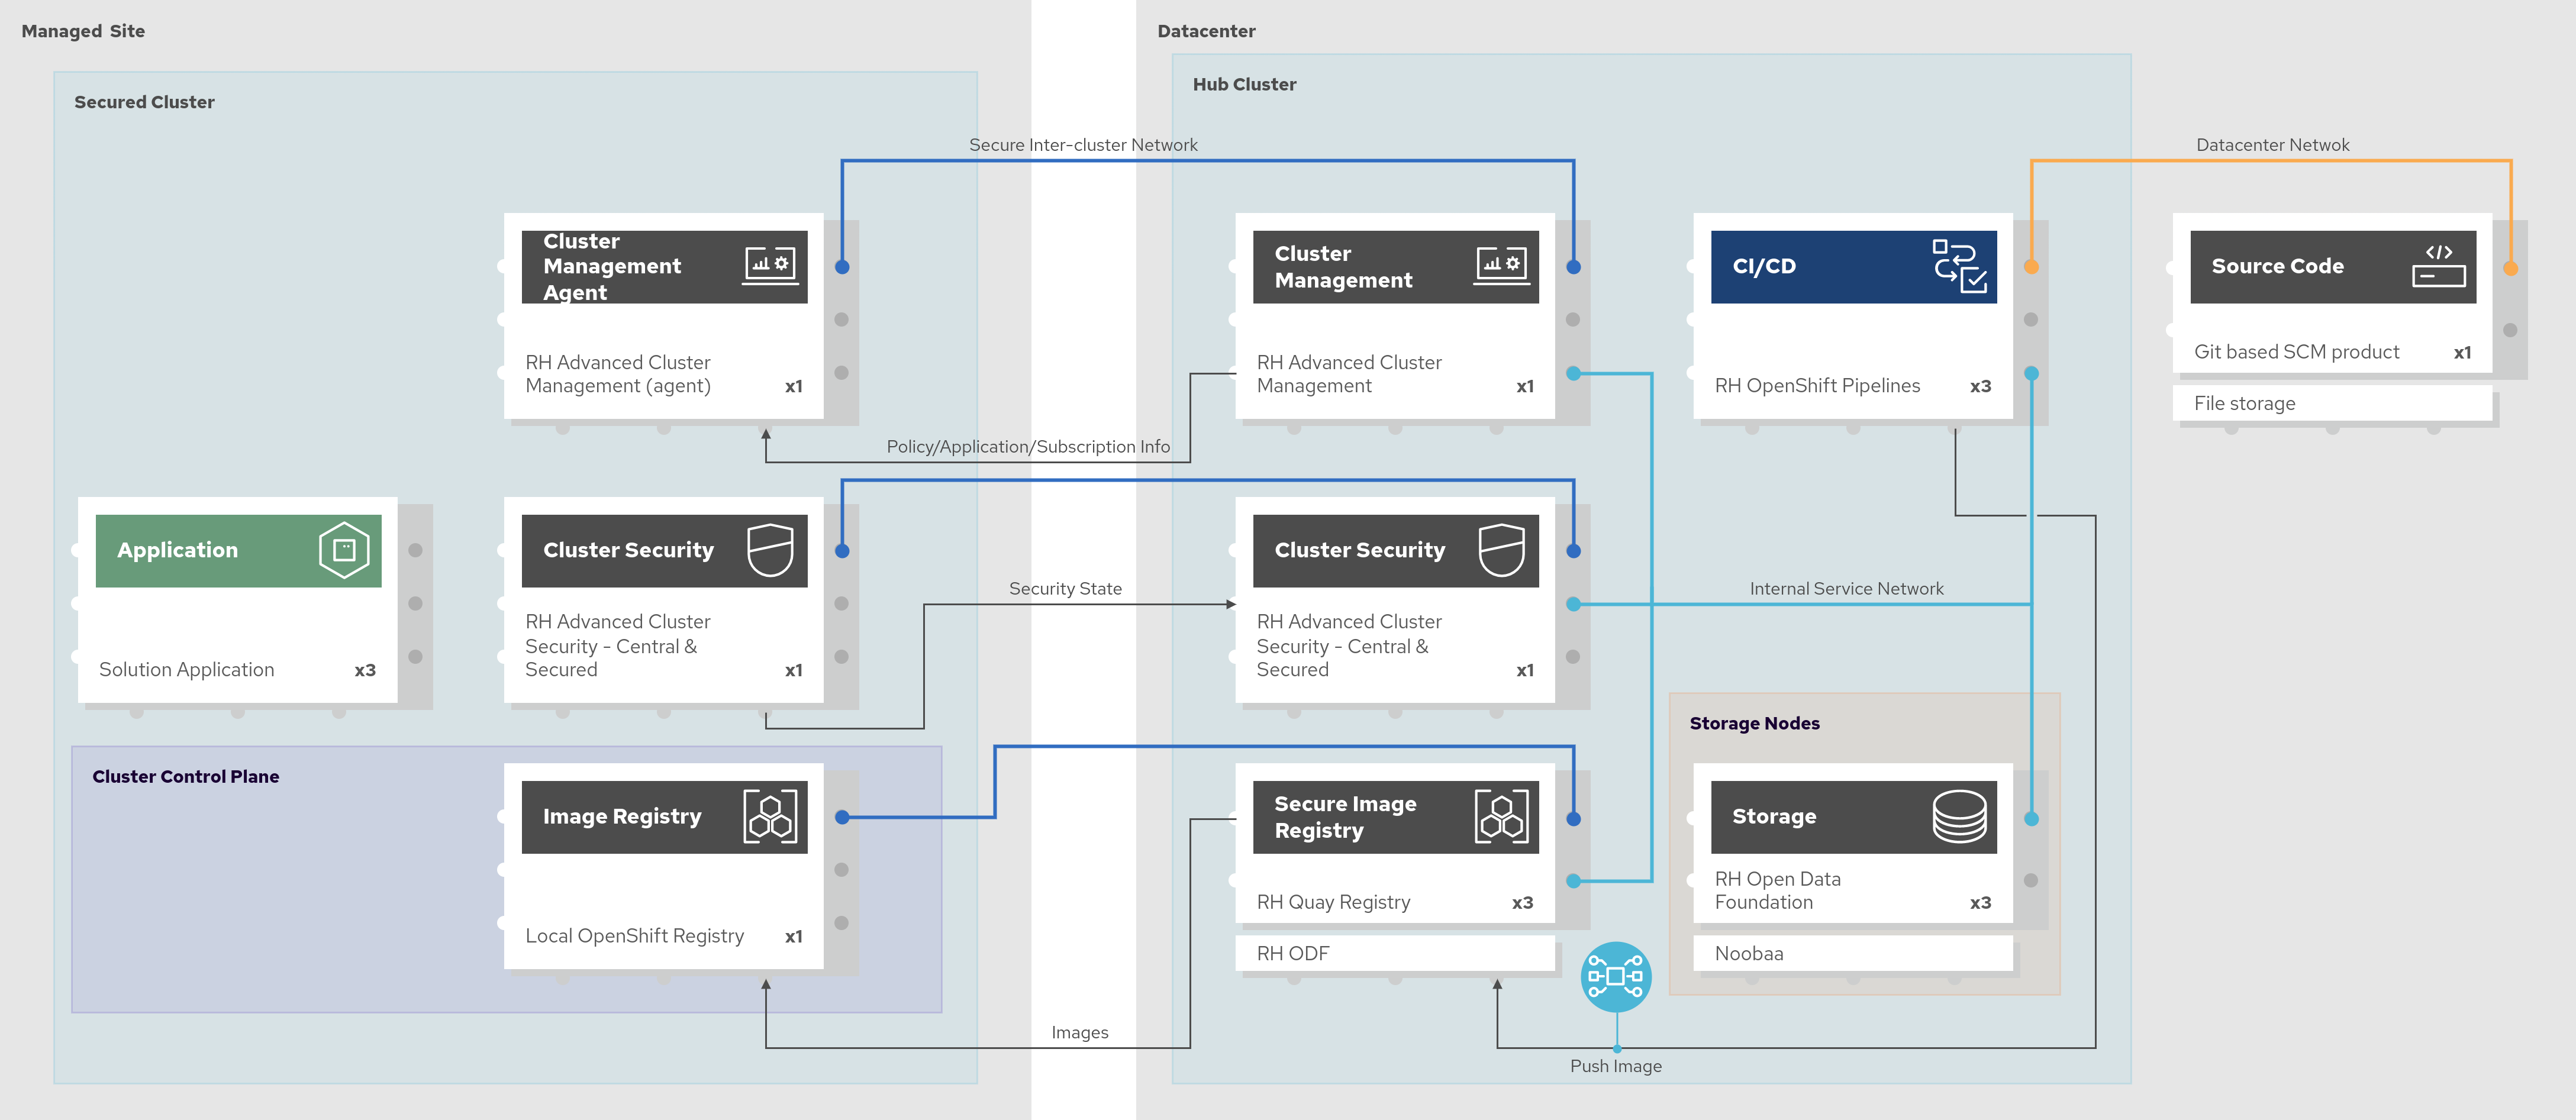 Managed Site
Datacenter
Secured Cluster
Hub Cluster
Secure Inter-cluster Network
Datacenter Netwok
Cluster
Management
Agent
RH Advanced Cluster
Management (agent)
x1
Cluster
Management
RH Advanced Cluster
Management
x1
CI/CD
RH OpenShift Pipelines
x3
Source Code
Git based SCM product
x1
File storage
Policy/Application/Subscription Info
Application
Solution Application
x3
Cluster Security
RH Advanced Cluster
Security - Central &
Secured
x1
Security State
Cluster Security
RH Advanced Cluster
Security - Central &
Secured
x1
Internal Service Network
Cluster Control Plane
Image Registry
Local OpenShift Registry
x1
Secure Image
Registry
RH Quay Registry
x3
RH ODF
Storage Nodes
Storage
RH Open Data
Foundation
x3
Noobaa
Images
Push Image